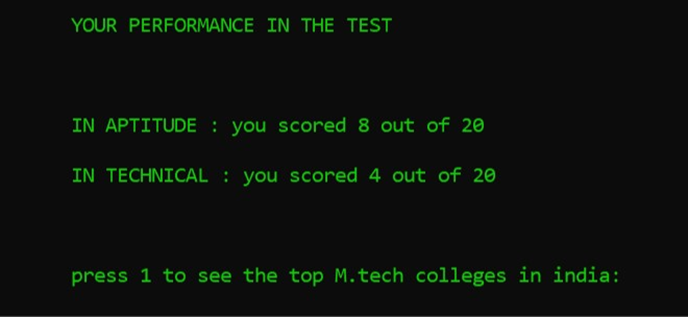 YOUR PERFORMANCE IN THE TEST
IN APTITUDE : you scored 8 out of 20
IN TECHNICAL : you scored 4 out of 20
press 1 to see the top M.tech colleges in india: